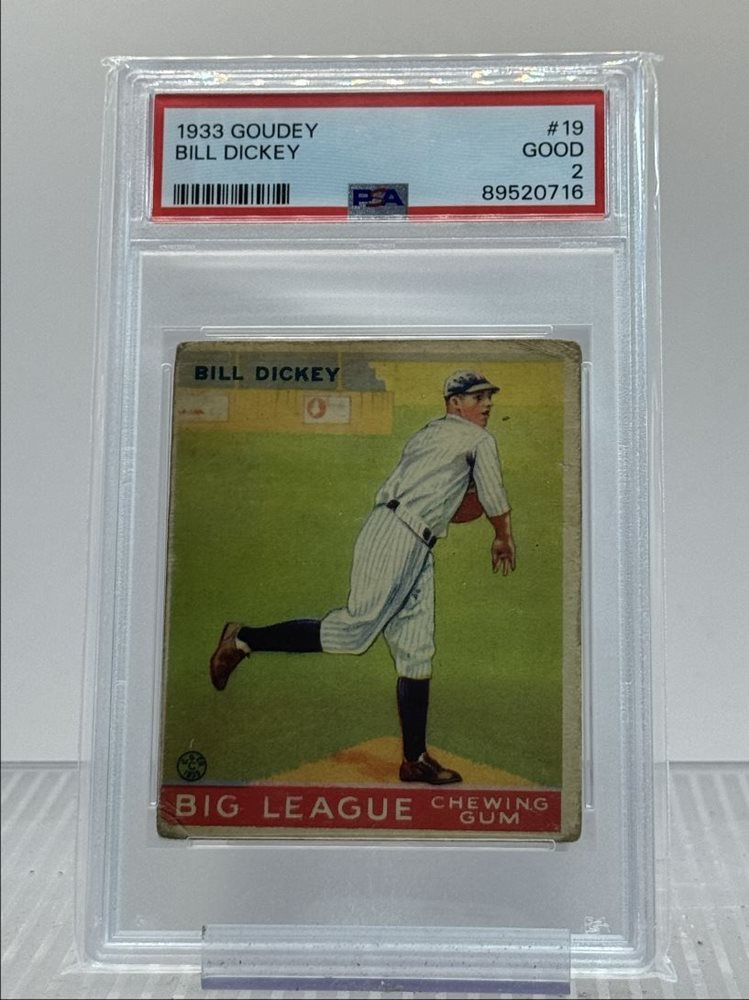 1933 GOUDEY #19
BILL DICKEY GOOD
2
PSA 89520716
BILL DICKEY
BIG LEAGUE CHEWING
GUM